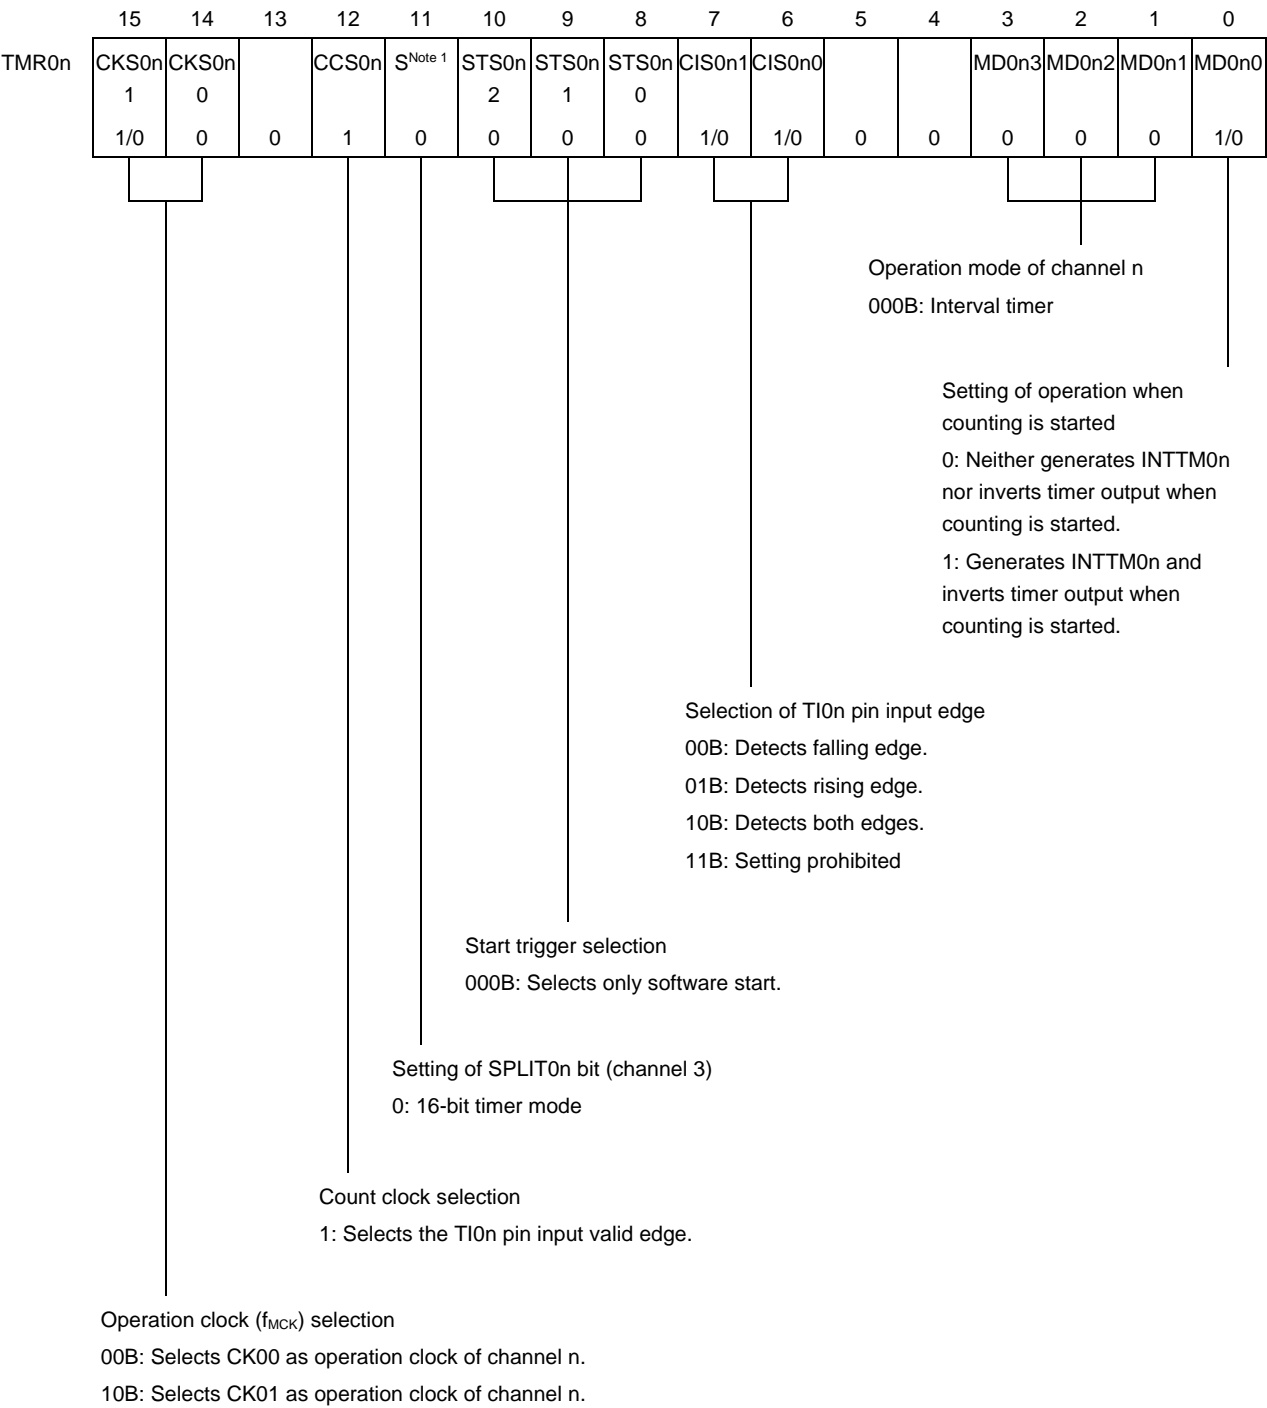 15 14 13 12 11 10 9 8 7 6 5 4 3 2 1 0
TMR0n CKS0n CKS0n CCS0n S^Note 1 STS0n STS0n STS0n CIS0n1 CIS0n0 MD0n3 MD0n2 MD0n1 MD0n0
1 0 2 1 0
1/0 0 0 1 0 0 0 0 1/0 1/0 0 0 0 0 0 1/0
Operation mode of channel n
000B: Interval timer
Setting of operation when
counting is started
0: Neither generates INTTM0n
nor inverts timer output when
counting is started.
1: Generates INTTM0n and
inverts timer output when
counting is started.
Selection of TI0n pin input edge
00B: Detects falling edge.
01B: Detects rising edge.
10B: Detects both edges.
11B: Setting prohibited
Start trigger selection
000B: Selects only software start.
Setting of SPLIT0n bit (channel 3)
0: 16-bit timer mode
Count clock selection
1: Selects the TI0n pin input valid edge.
Operation clock (fMCK) selection
00B: Selects CK00 as operation clock of channel n.
10B: Selects CK01 as operation clock of channel n.